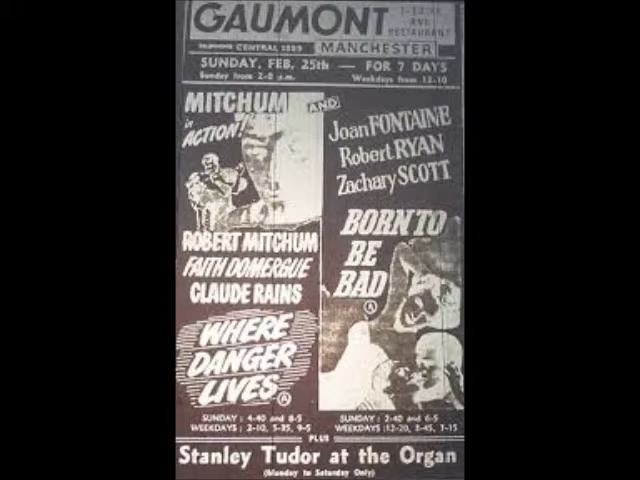 GAUMONT
RESTAURANT
TELEPHONE CENTRAL
MANCHESTER
SUNDAY, FEB, 25th — FOR 7 DAYS
Sunday from 2-0 p.m. Weekdays from 12-10
MITCHUM
in
ACTION!
AND
Joan FONTAINE
Robert RYAN
Zachary SCOTT
ROBERT MITCHUM
FAITH DOMERGUE
CLAUDE RAINS
BORN TO
BE
BAD
A
WHERE
DANGER
LIVES
A
SUNDAY : 4-40 and 8-5
WEEKDAYS : 2-10, 5-35, 9-5
SUNDAY : 2-40 and 6-5
WEEKDAYS :12-20, 3-45, 7-15
PLUS
Stanley Tudor at the Organ
(Monday to Saturday Only)